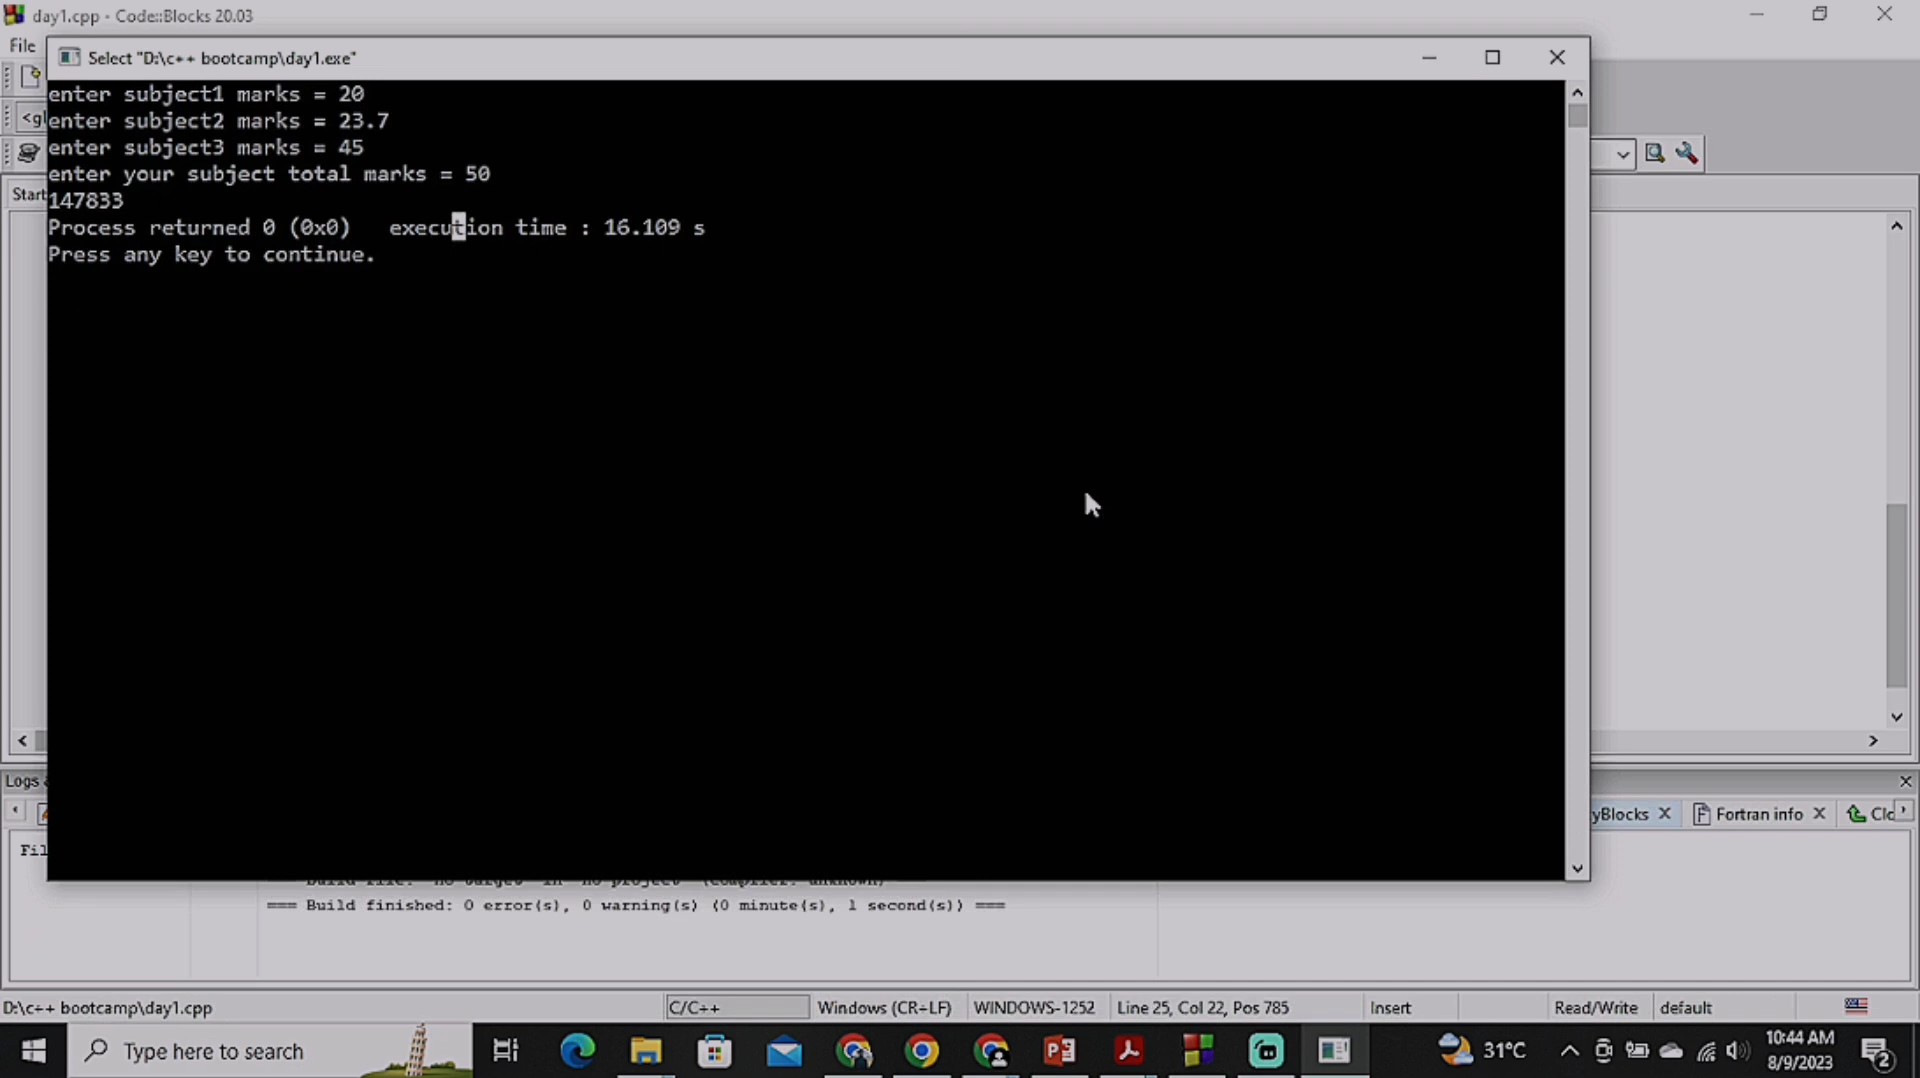 day1.cpp - Code::Blocks 20.03
File
Select "D:\c++ bootcamp\day1.exe"
enter subject1 marks = 20
enter subject2 marks = 23.7
enter subject3 marks = 45
enter your subject total marks = 50
147833
Process returned 0 (0x0)   execution time : 16.109 s
Press any key to continue.
<gl
Start
Logs
yBlocks
Fortran info
Fil
=== Build finished: 0 error(s), 0 warning(s) (0 minute(s), 1 second(s)) ===
D:\c++ bootcamp\day1.cpp
C/C++
Windows (CR+LF)
WINDOWS-1252
Line 25, Col 22, Pos 785
Insert
Read/Write
default
Type here to search
31°C
10:44 AM
8/9/2023
2